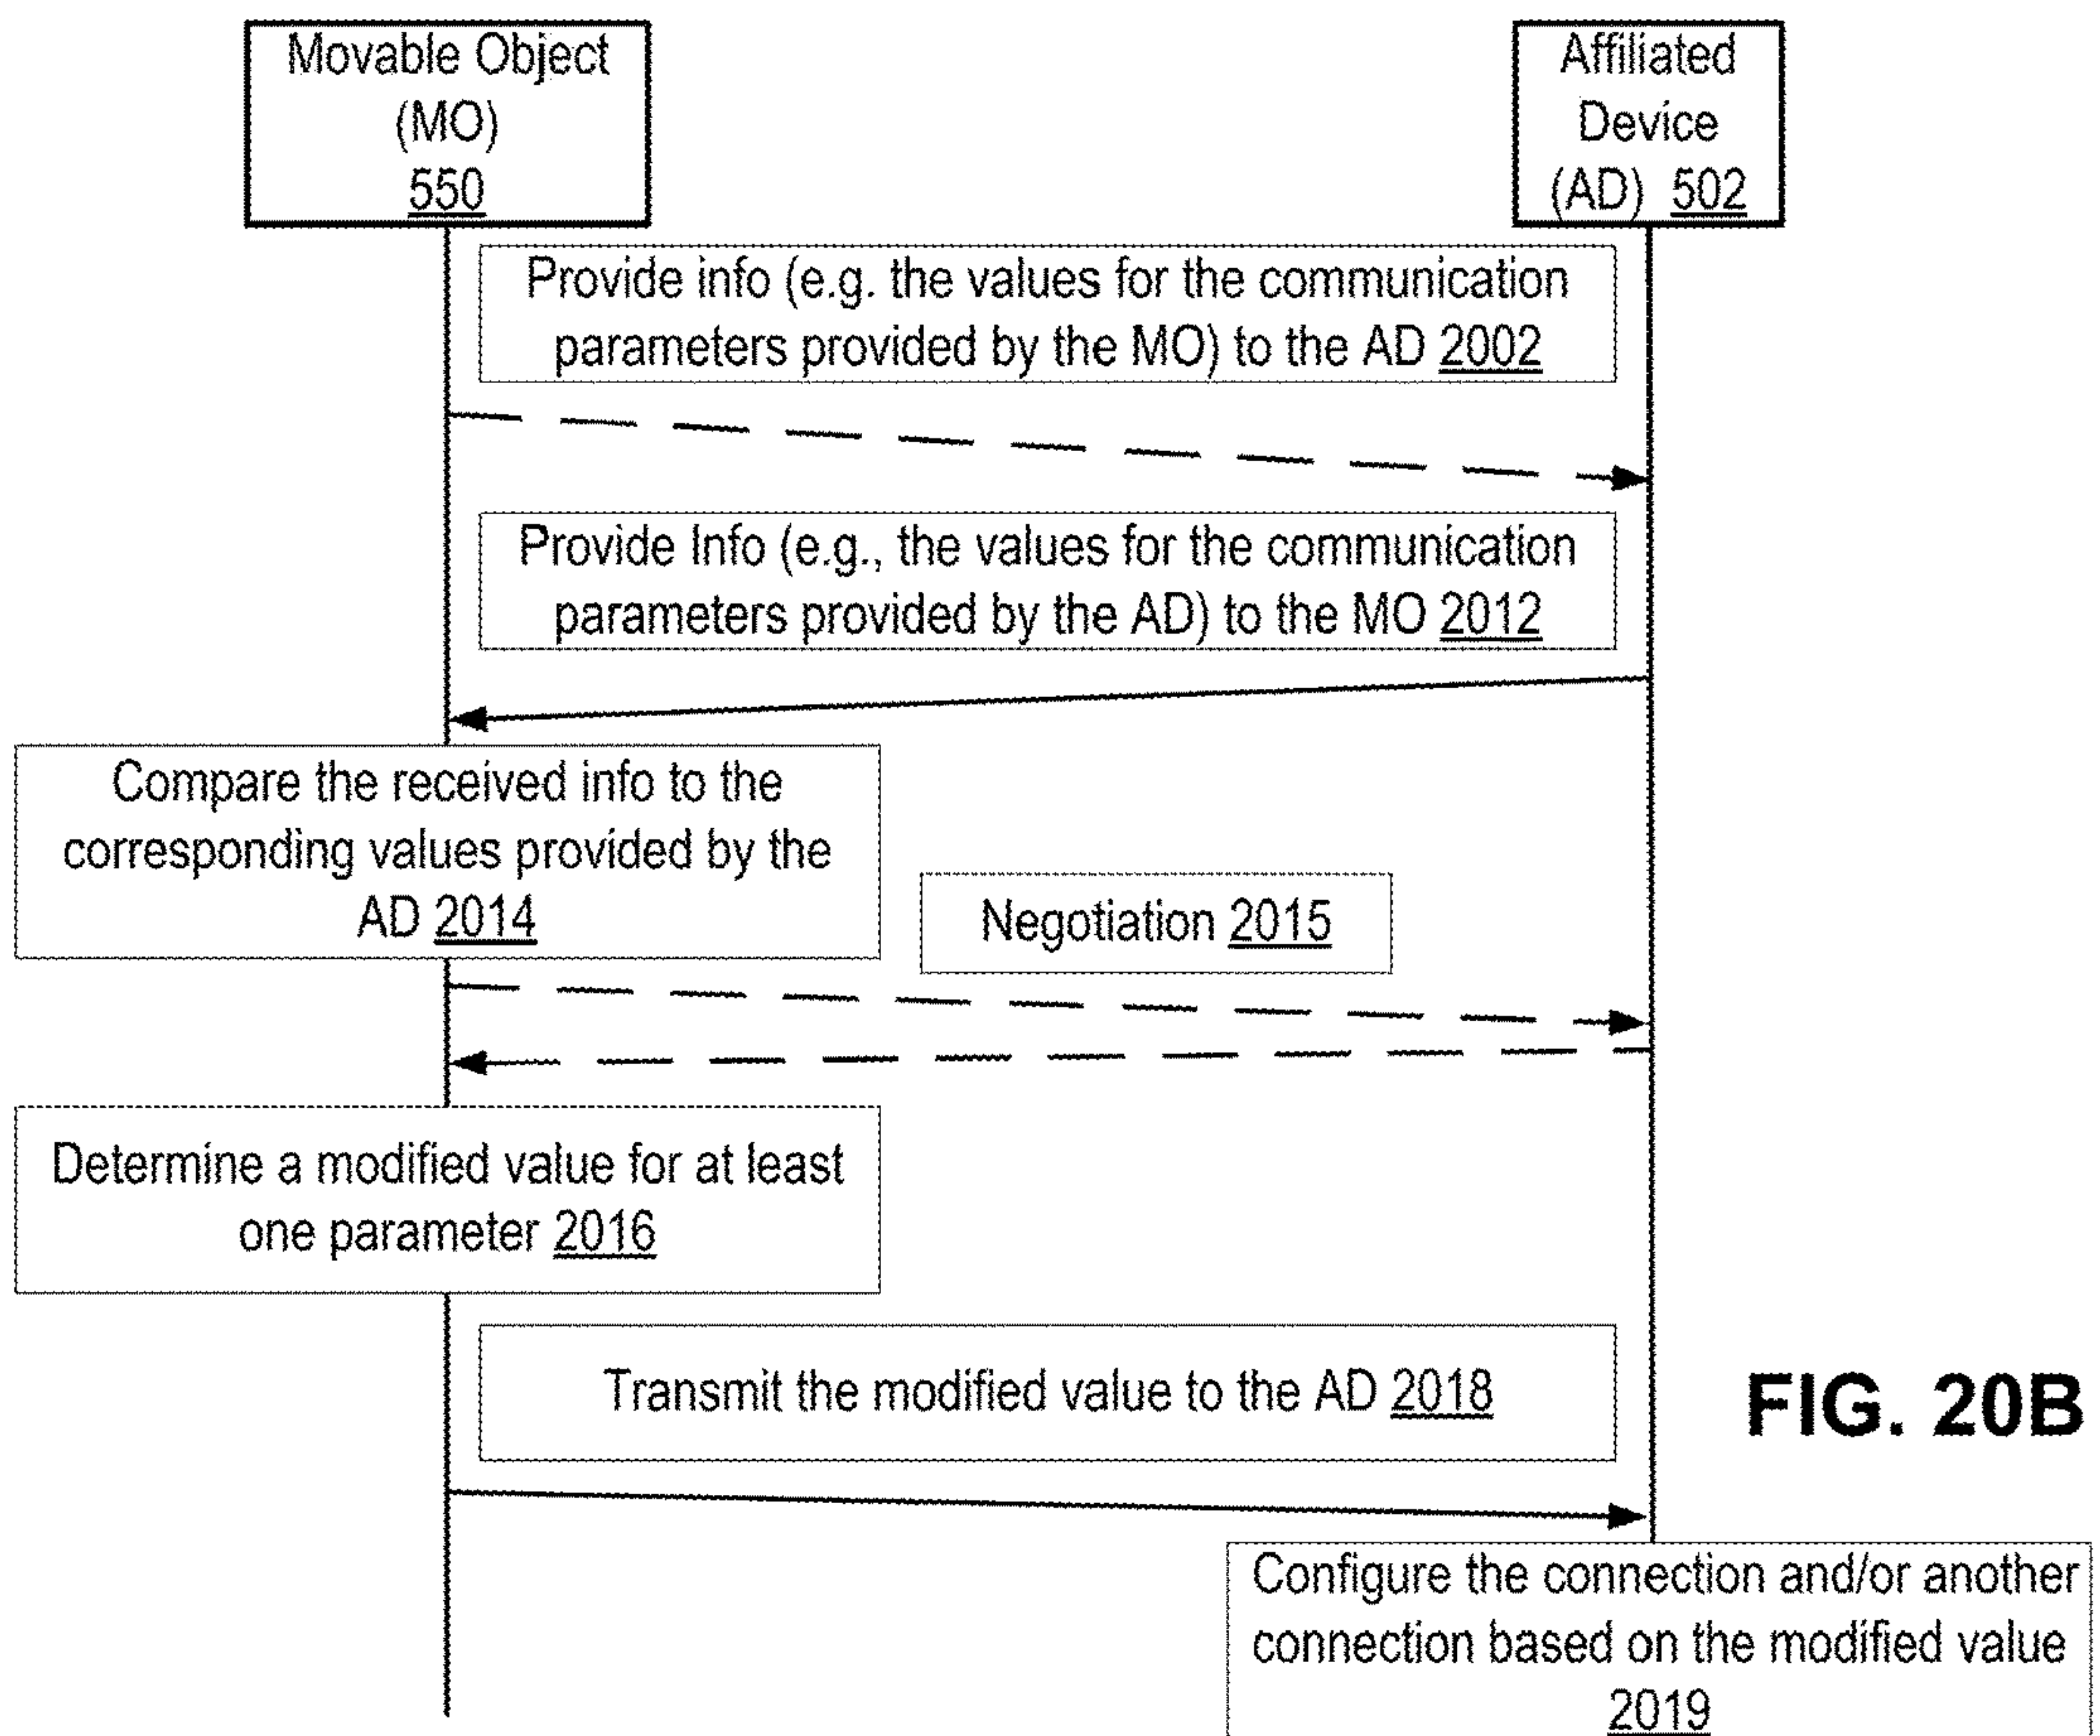 Movable Object
(MO)
550
Affiliated
Device
(AD) 502
Provide info (e.g. the values for the communication
parameters provided by the MO) to the AD 2002
Provide Info (e.g., the values for the communication
parameters provided by the AD) to the MO 2012
Compare the received info to the
corresponding values provided by the
AD 2014
Negotiation 2015
Determine a modified value for at least
one parameter 2016
Transmit the modified value to the AD 2018
FIG. 20B
Configure the connection and/or another
connection based on the modified value
2019